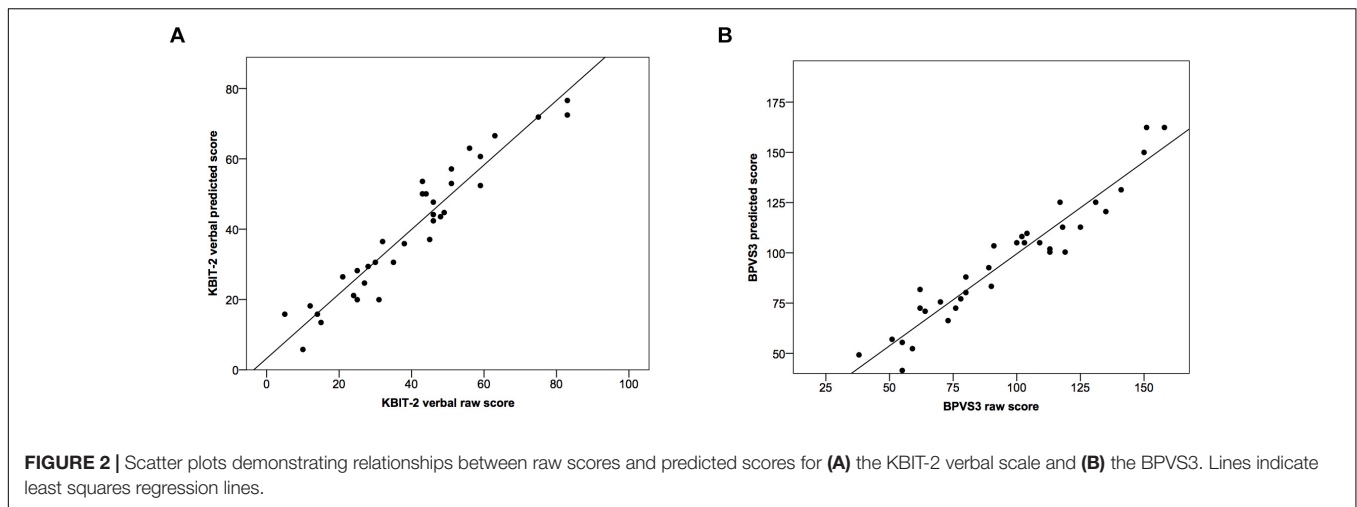 A
B
80
60
40
20
0
KBIT-2 verbal predicted score
0 20 40 60 80 100
KBIT-2 verbal raw score
175
150
125
100
75
50
BPVS3 predicted score
25 50 75 100 125 150
BPVS3 raw score
FIGURE 2 | Scatter plots demonstrating relationships between raw scores and predicted scores for (A) the KBIT-2 verbal scale and (B) the BPVS3. Lines indicate
least squares regression lines.